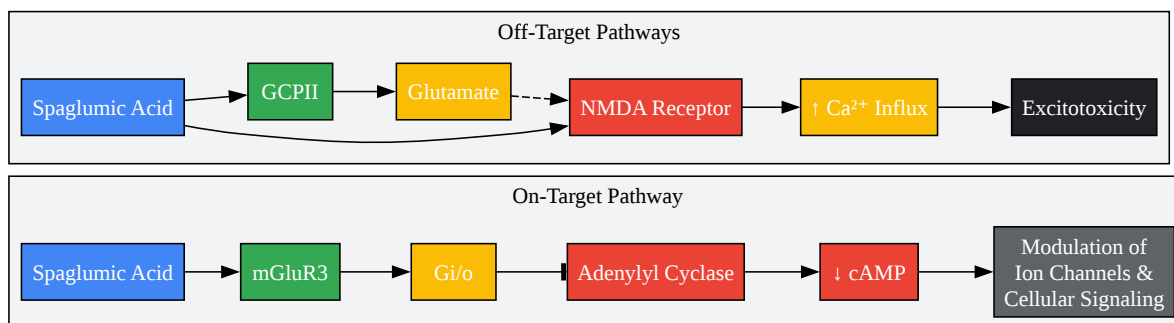 Off-Target Pathways
Spaglumic Acid
GCPII
Glutamate
NMDA Receptor
↑ Ca²⁺ Influx
Excitotoxicity
On-Target Pathway
Spaglumic Acid
mGluR3
Gi/o
Adenylyl Cyclase
↓ cAMP
Modulation of
Ion Channels &
Cellular Signaling